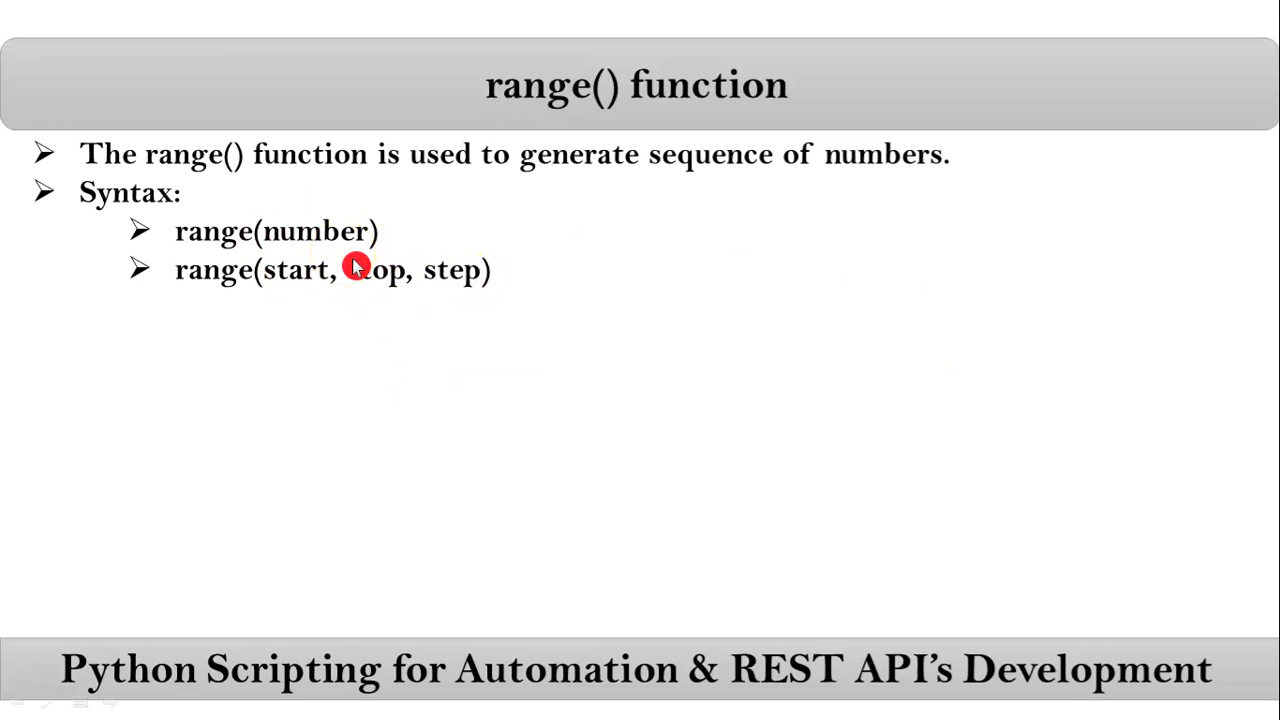 range() function
The range() function is used to generate sequence of numbers.
Syntax:
range(number)
range(start, stop, step)
Python Scripting for Automation & REST API’s Development